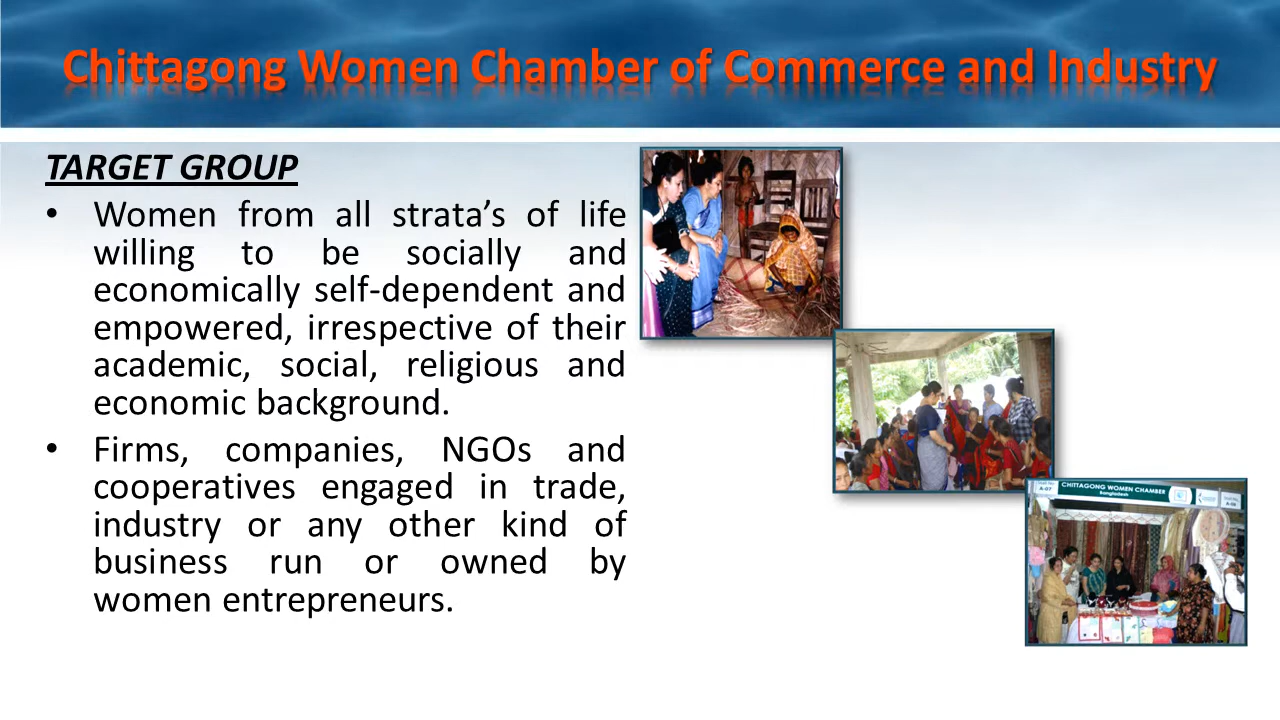 Chittagong Women Chamber of Commerce and Industry
TARGET GROUP
• Women from all strata's of life
willing to be socially and
economically self-dependent and
empowered, irrespective of their
academic, social, religious and
economic background.
• Firms, companies, NGOs and
cooperatives engaged in trade,
industry or any other kind of
business run or owned by
women entrepreneurs.
A-07
CHITTAGONG WOMEN CHAMBER
Bangladesh